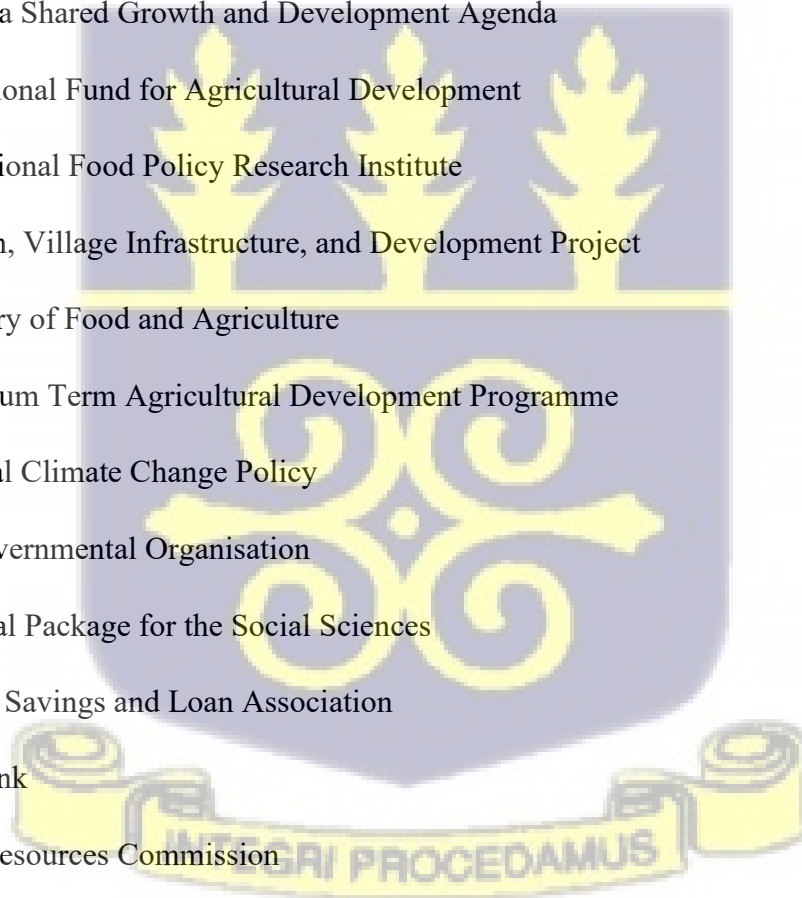 a Shared Growth and Development Agenda
ional Fund for Agricultural Development
ional Food Policy Research Institute
n, Village Infrastructure, and Development Project
ry of Food and Agriculture
um Term Agricultural Development Programme
al Climate Change Policy
vernmental Organisation
al Package for the Social Sciences
Savings and Loan Association
nk
esources Commission
INTEGRI PROCEDAMUS